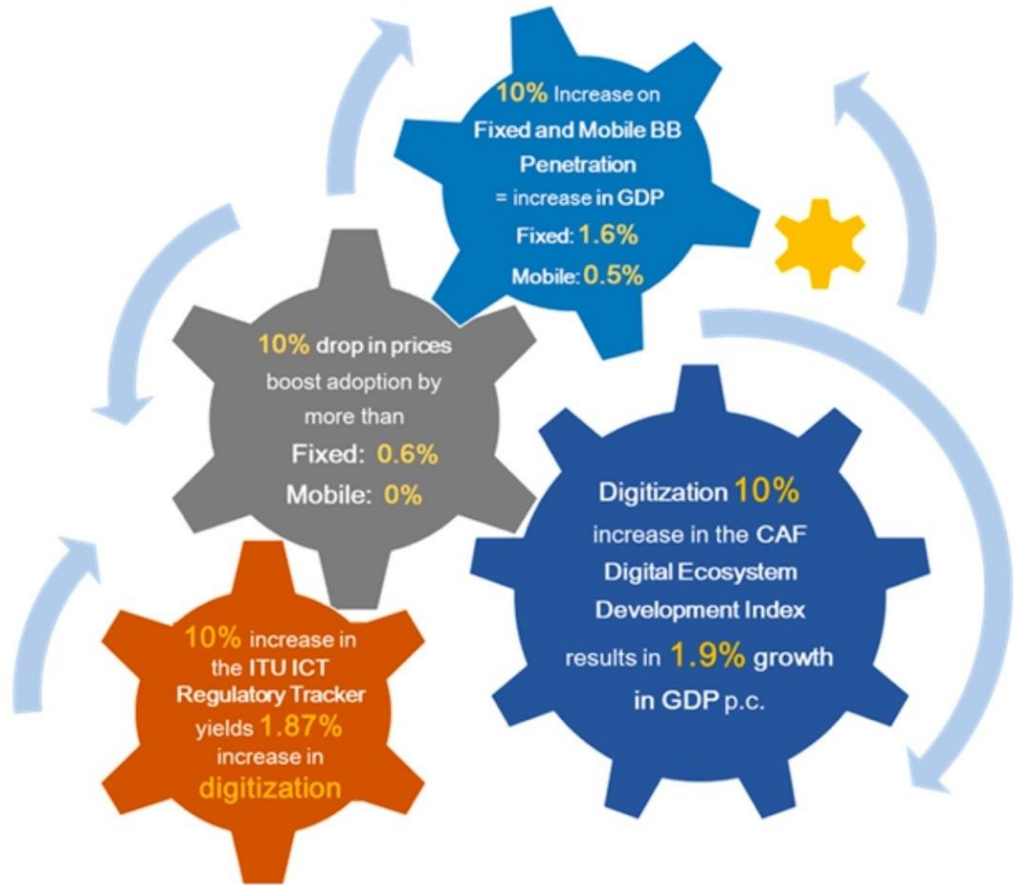 10% Increase on
Fixed and Mobile BB
Penetration
= increase in GDP
Fixed: 1.6%
Mobile: 0.5%
10% drop in prices
boost adoption by
more than
Fixed: 0.6%
Mobile: 0%
Digitization 10%
increase in the CAF
Digital Ecosystem
Development Index
results in 1.9% growth
in GDP p.c.
10% increase in
the ITU ICT
Regulatory Tracker
yields 1.87%
increase in
digitization